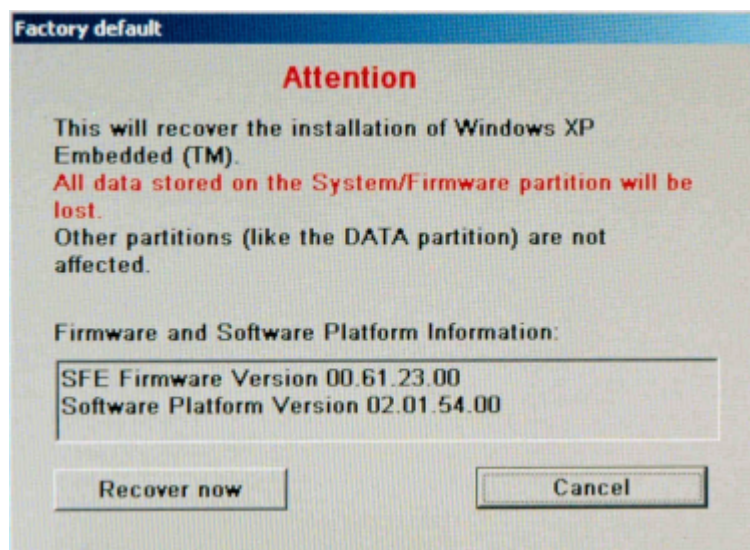 Factory default
Attention
This will recover the installation of Windows XP
Embedded (TM).
All data stored on the System/Firmware partition will be
lost.
Other partitions (like the DATA partition) are not
affected.
Firmware and Software Platform Information:
SFE Firmware Version 00.61.23.00
Software Platform Version 02.01.54.00
Recover now
Cancel